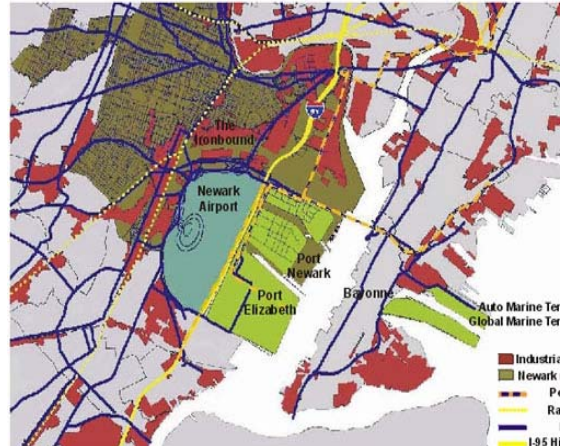 The
Ironbound
95
Newark
Airport
Port
Newark
Port
Elizabeth
Bayonne
Auto Marine Ter
Global Marine Ter
Industria
Newark
Po
Ra
I-95 Hi